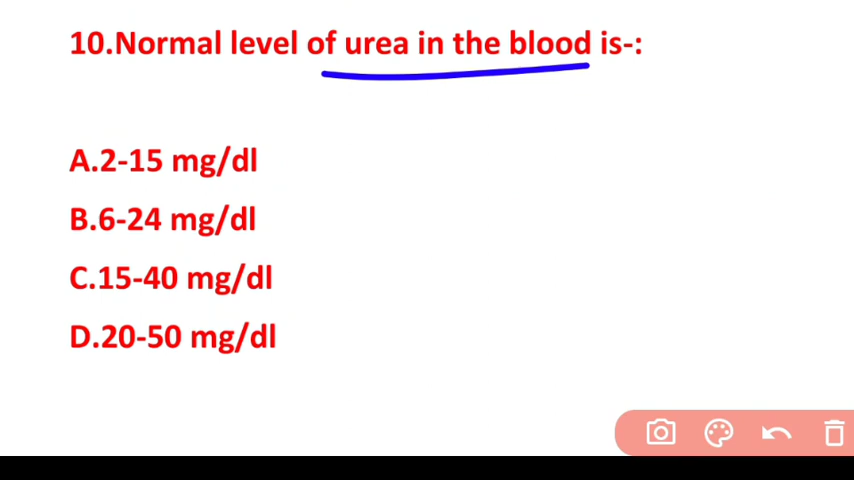 10.Normal level of urea in the blood is-:
A.2-15 mg/dl
B.6-24 mg/dl
C.15-40 mg/dl
D.20-50 mg/dl